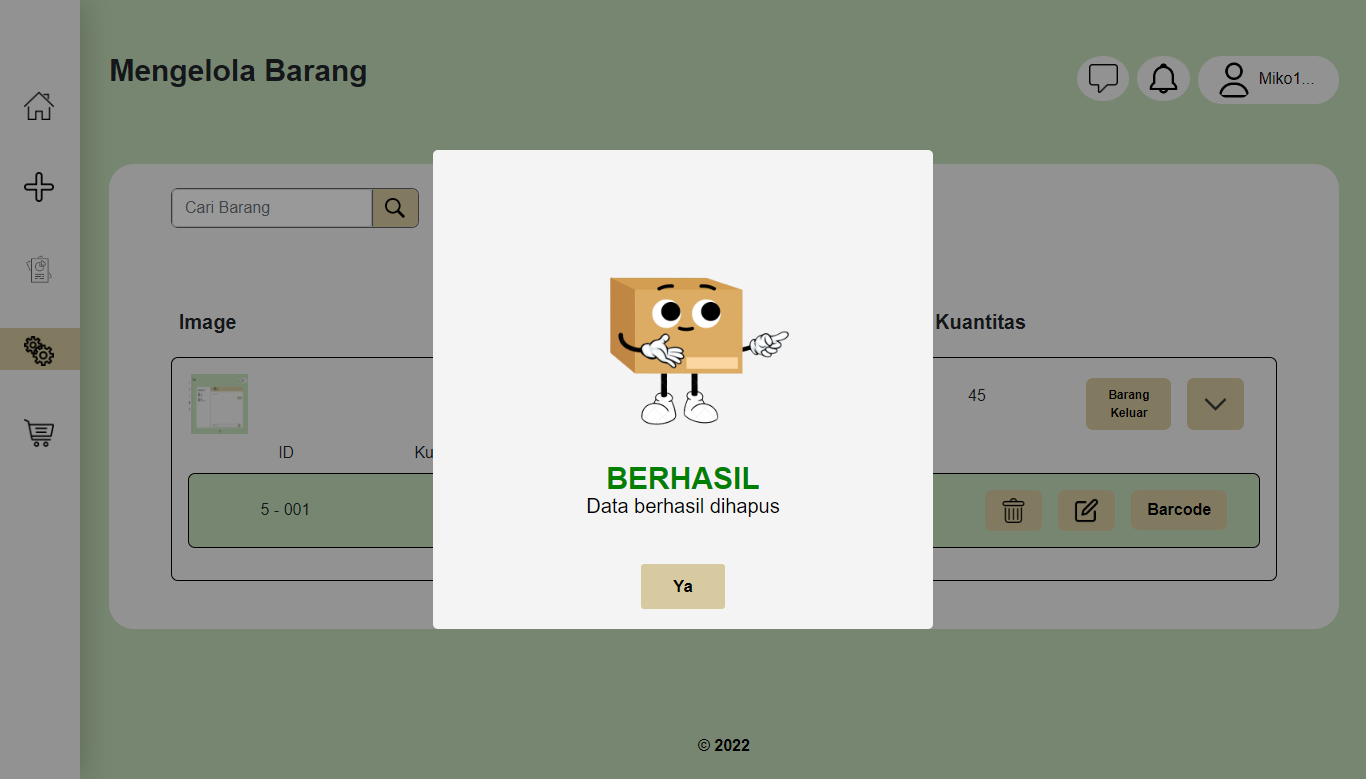 Mengelola Barang
Miko1...
Cari Barang
Image
Kuantitas
45
Barang
Keluar
ID
Ku
5 - 001
Barcode
BERHASIL
Data berhasil dihapus
Ya
© 2022